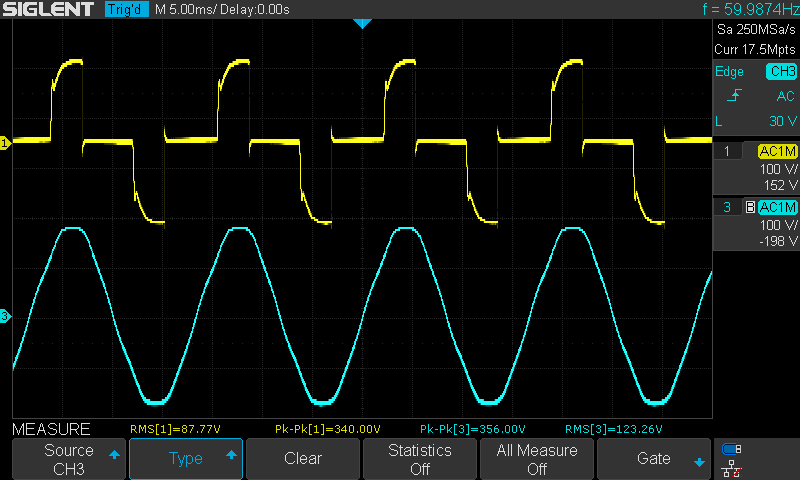 SIGLENT Trig'd M 5.00ms/ Delay:0.00s f = 59.9874Hz
Sa 250MSa/s
Curr 17.5Mpts
Edge CH3
AC
L 30 V
1 AC1M
100 V/
152 V
3 B AC1M
100 V/
-198 V
1
3
MEASURE RMS[1]=87.77V Pk-Pk[1]=340.00V Pk-Pk[3]=356.00V RMS[3]=123.26V
Source
CH3
Type
Clear
Statistics
Off
All Measure
Off
Gate